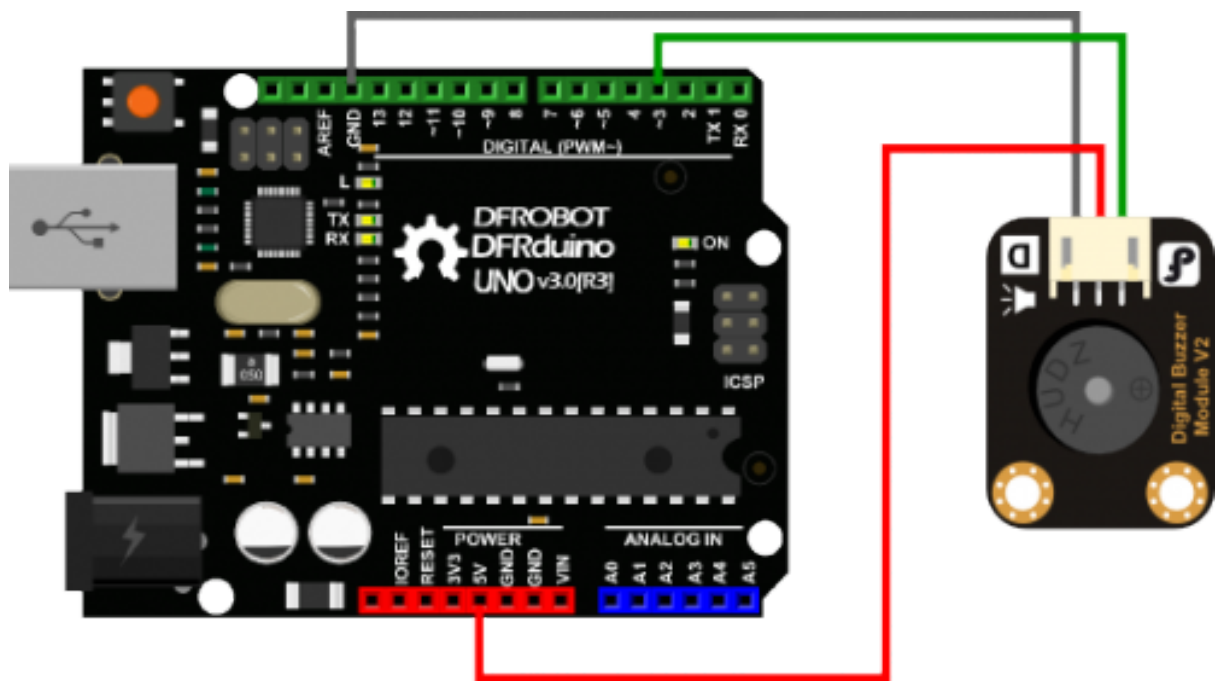 AREF
GND
13
12
~11
~10
~9
8
7
~6
~5
4
~3
2
TX 1
RX 0
DIGITAL (PWM~)
L
TX
RX
DFROBOT
DFRduino
UNO v3.0[R3]
ON
ICSP
POWER
ANALOG IN
IOREF
RESET
3V3
5V
GND
GND
VIN
A0
A1
A2
A3
A4
A5
D
HUDZ
Digital Buzzer
Module V2